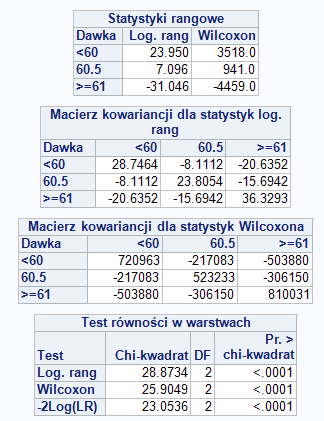 Statystyki rangowe
Dawka Log. rang Wilcoxon
<60 23.950 3518.0
60.5 7.096 941.0
>=61 -31.046 -4459.0
Macierz kowariancji dla statystyk log.
rang
Dawka <60 60.5 >=61
<60 28.7464 -8.1112 -20.6352
60.5 -8.1112 23.8054 -15.6942
>=61 -20.6352 -15.6942 36.3293
Macierz kowariancji dla statystyk Wilcoxona
Dawka <60 60.5 >=61
<60 720963 -217083 -503880
60.5 -217083 523233 -306150
>=61 -503880 -306150 810031
Test równości w warstwach
Pr. >
Test Chi-kwadrat DF chi-kwadrat
Log. rang 28.8734 2 <.0001
Wilcoxon 25.9049 2 <.0001
-2Log(LR) 23.0536 2 <.0001